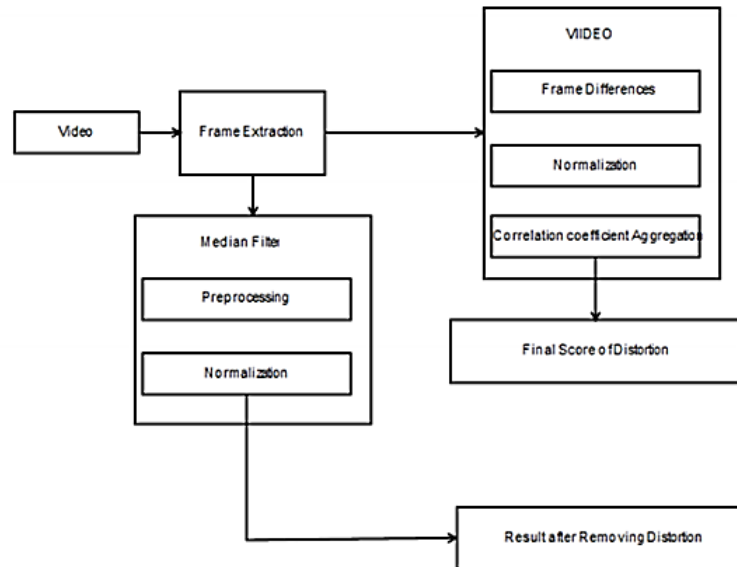 VIIDEO
Frame Differences
Video
Frame Extraction
Normalization
Correlation coefficient Aggregation
Median Filter
Preprocessing
Normalization
Final Score of Distortion
Result after Removing Distortion